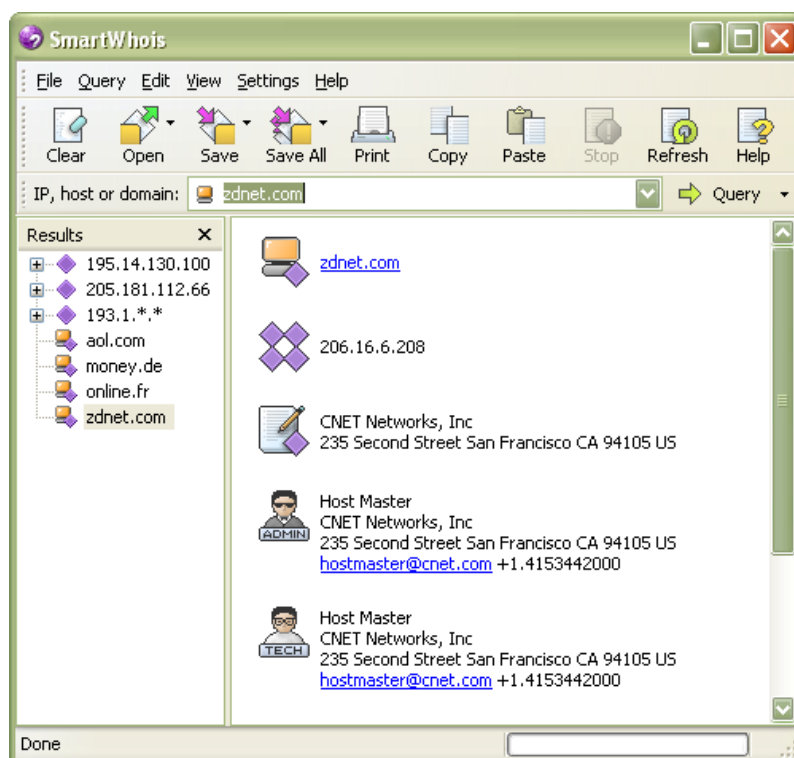 SmartWhois
File Query Edit View Settings Help
Clear Open Save Save All Print Copy Paste Stop Refresh Help
IP, host or domain: zdnet.com Query
Results
195.14.130.100
205.181.112.66
193.1.*.*
aol.com
money.de
online.fr
zdnet.com
zdnet.com
206.16.6.208
CNET Networks, Inc
235 Second Street San Francisco CA 94105 US
Host Master
CNET Networks, Inc
235 Second Street San Francisco CA 94105 US
hostmaster@cnet.com +1.4153442000
ADMIN
Host Master
CNET Networks, Inc
235 Second Street San Francisco CA 94105 US
hostmaster@cnet.com +1.4153442000
TECH
Done